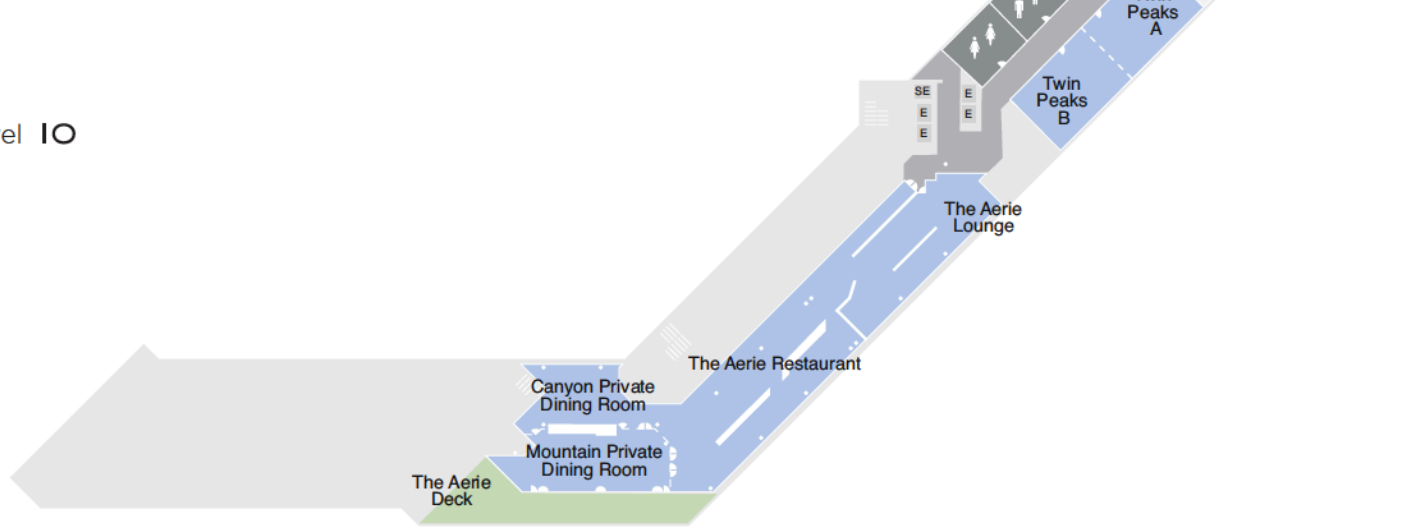 Peaks
A
Twin
Peaks
B
SE
E
E
E
E
el IO
The Aerie
Lounge
The Aerie Restaurant
Canyon Private
Dining Room
Mountain Private
Dining Room
The Aerie
Deck